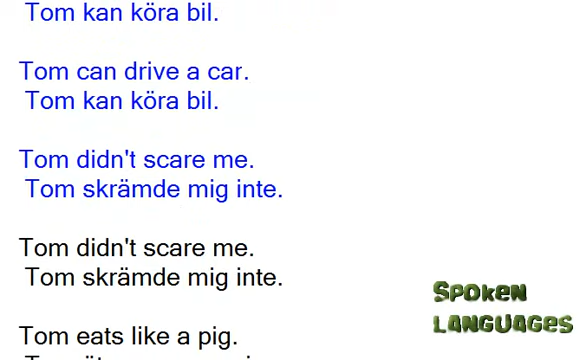 Tom kan köra bil.
Tom can drive a car.
Tom kan köra bil.
Tom didn't scare me.
Tom skrämde mig inte.
Tom didn't scare me.
Tom skrämde mig inte.
Tom eats like a pig.
SPOKEN
LANGUAGES